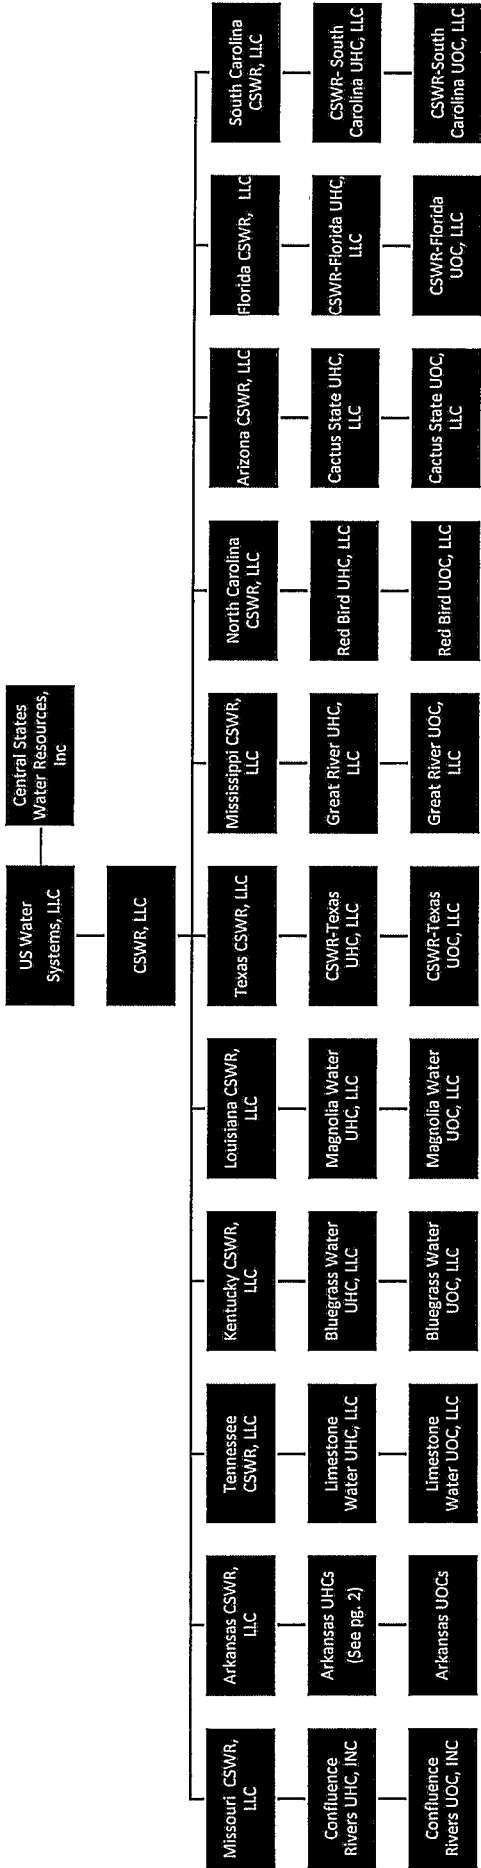 US Water
Systems, LLC
Central States
Water Resources,
Inc
CSWR, LLC
Missouri CSWR,
LLC
Arkansas CSWR,
LLC
Tennessee
CSWR, LLC
Kentucky CSWR,
LLC
Louisiana CSWR,
LLC
Texas CSWR, LLC
Mississippi CSWR,
LLC
North Carolina
CSWR, LLC
Arizona CSWR, LLC
Florida CSWR, LLC
South Carolina
CSWR, LLC
Confluence
Rivers UHC, INC
Arkansas UHCs
(See pg. 2)
Limestone
Water UHC, LLC
Bluegrass Water
UHC, LLC
Magnolia Water
UHC, LLC
CSWR-Texas
UHC, LLC
Great River UHC,
LLC
Red Bird UHC, LLC
Cactus State UHC,
LLC
CSWR-Florida UHC,
LLC
CSWR- South
Carolina UHC, LLC
Confluence
Rivers UOC, INC
Arkansas UOCs
Limestone
Water UOC, LLC
Bluegrass Water
UOC, LLC
Magnolia Water
UOC, LLC
CSWR-Texas
UOC, LLC
Great River UOC,
LLC
Red Bird UOC, LLC
Cactus State UOC,
LLC
CSWR-Florida
UOC, LLC
CSWR-South
Carolina UOC, LLC